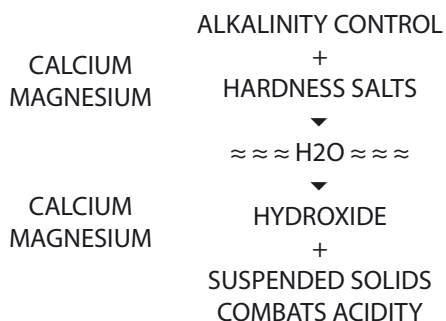 ALKALINITY CONTROL
+
CALCIUM
MAGNESIUM
HARDNESS SALTS
≈ ≈ ≈ H2O ≈ ≈ ≈
CALCIUM
MAGNESIUM
HYDROXIDE
+
SUSPENDED SOLIDS
COMBATS ACIDITY